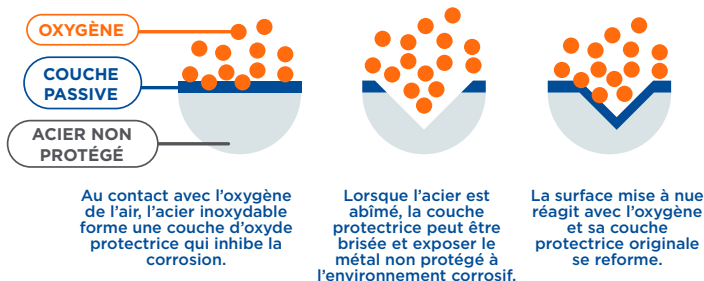 OXYGÈNE
COUCHE
PASSIVE
ACIER NON
PROTÉGÉ
Au contact avec l’oxygène
de l’air, l’acier inoxydable
forme une couche d’oxyde
protectrice qui inhibe la
corrosion.
Lorsque l’acier est
abîmé, la couche
protectrice peut être
brisée et exposer le
métal non protégé à
l’environnement corrosif.
La surface mise à nue
réagit avec l’oxygène
et sa couche
protectrice originale
se reforme.